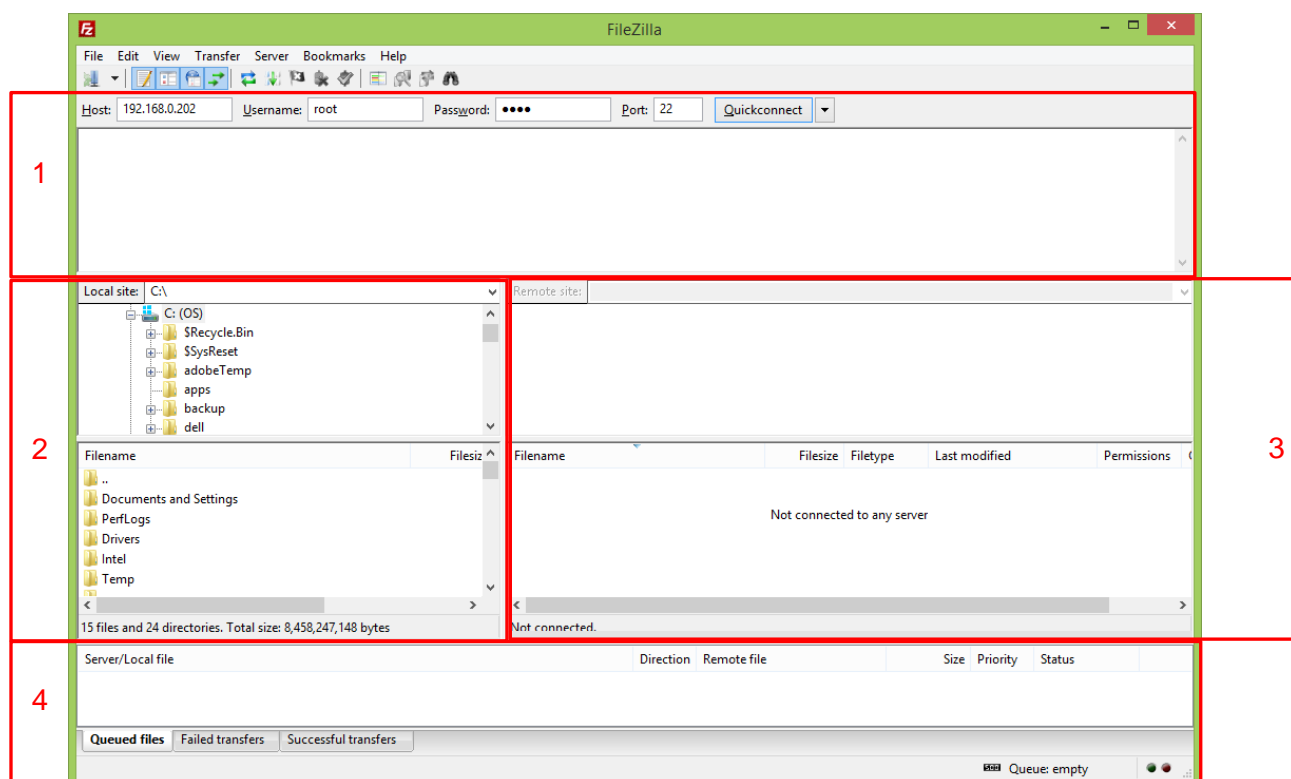 FileZilla
File Edit View Transfer Server Bookmarks Help
Host: 192.168.0.202 Username: root Password: •••• Port: 22 Quickconnect
1
Local site: C:\
C: (OS)
$Recycle.Bin
$SysReset
adobeTemp
apps
backup
dell
2
Filename Filesiz
..
Documents and Settings
PerfLogs
Drivers
Intel
Temp
15 files and 24 directories. Total size: 8,458,247,148 bytes
Remote site:
Filename Filesize Filetype Last modified Permissions
3
Not connected to any server
Not connected.
Server/Local file Direction Remote file Size Priority Status
4
Queued files Failed transfers Successful transfers
Queue: empty